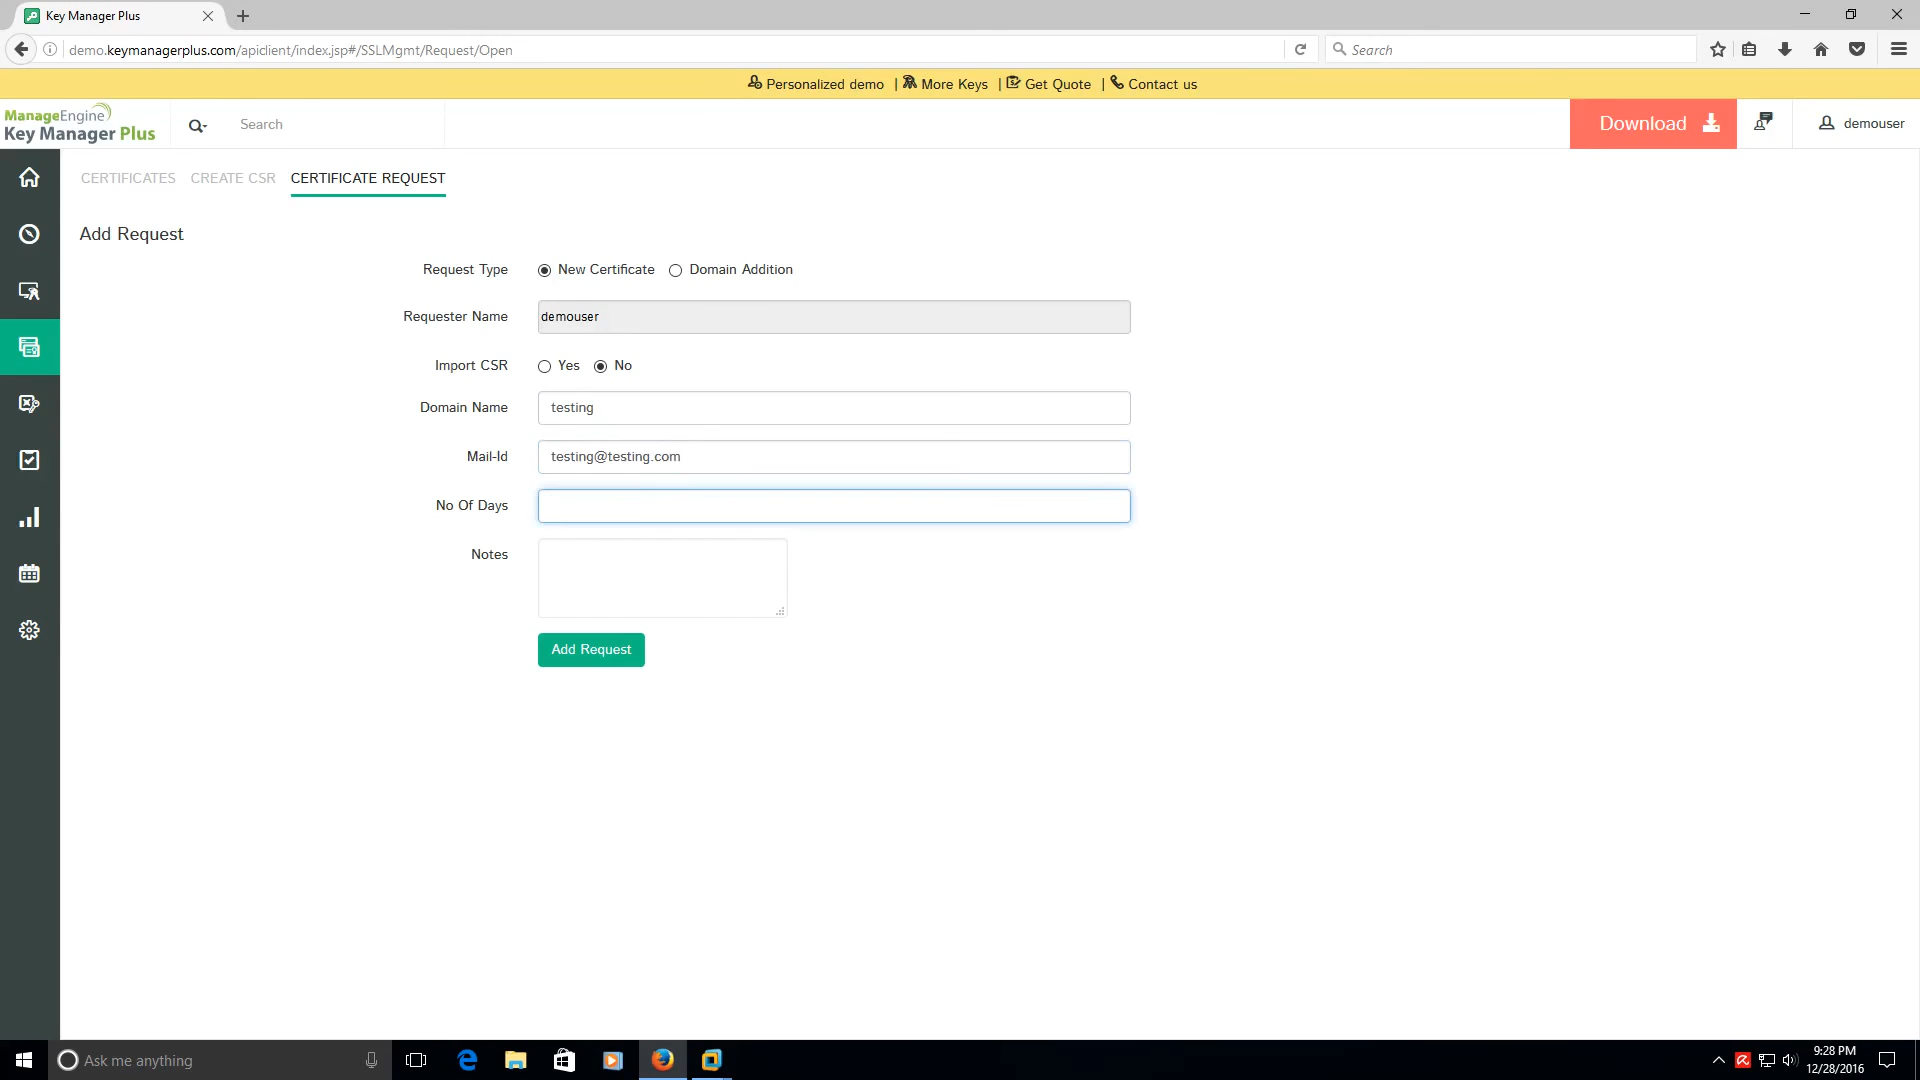 Key Manager Plus
demo.keymanagerplus.com/apiclient/index.jsp#/SSLMgmt/Request/Open
Search
Personalized demo | More Keys | Get Quote | Contact us
ManageEngine
Key Manager Plus
Search
Download
demouser
CERTIFICATES CREATE CSR CERTIFICATE REQUEST
Add Request
Request Type New Certificate Domain Addition
Requester Name demouser
Import CSR Yes No
Domain Name testing
Mail-Id testing@testing.com
No Of Days
Notes
Add Request
Ask me anything
9:28 PM
12/28/2016